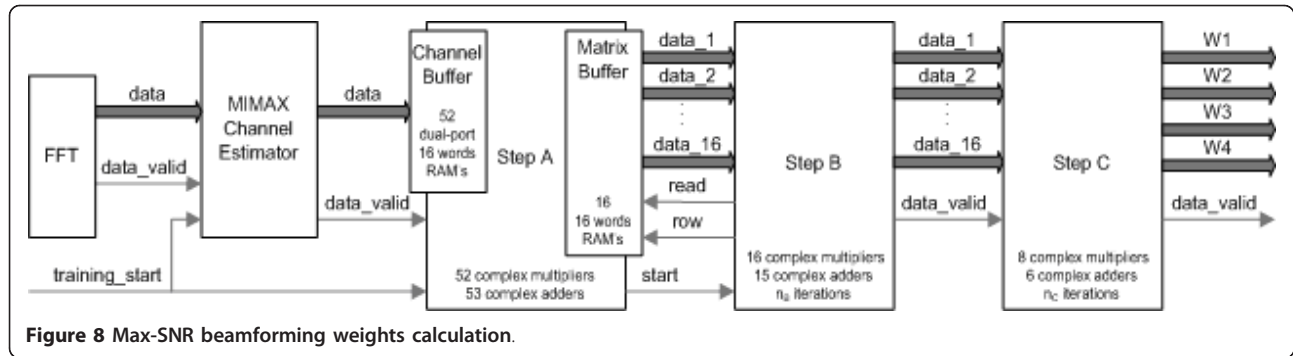 FFT
data
data_valid
training_start
MIMAX
Channel
Estimator
data
data_valid
Channel
Buffer
52
dual-port
16 words
RAM's
Step A
52 complex multipliers
53 complex adders
Matrix
Buffer
16
16 words
RAM's
data_1
data_2
:
data_16
read
row
start
Step B
16 complex multipliers
15 complex adders
nB iterations
data_1
data_2
:
data_16
data_valid
Step C
8 complex multipliers
6 complex adders
nC iterations
W1
W2
W3
W4
data_valid
Figure 8 Max-SNR beamforming weights calculation.